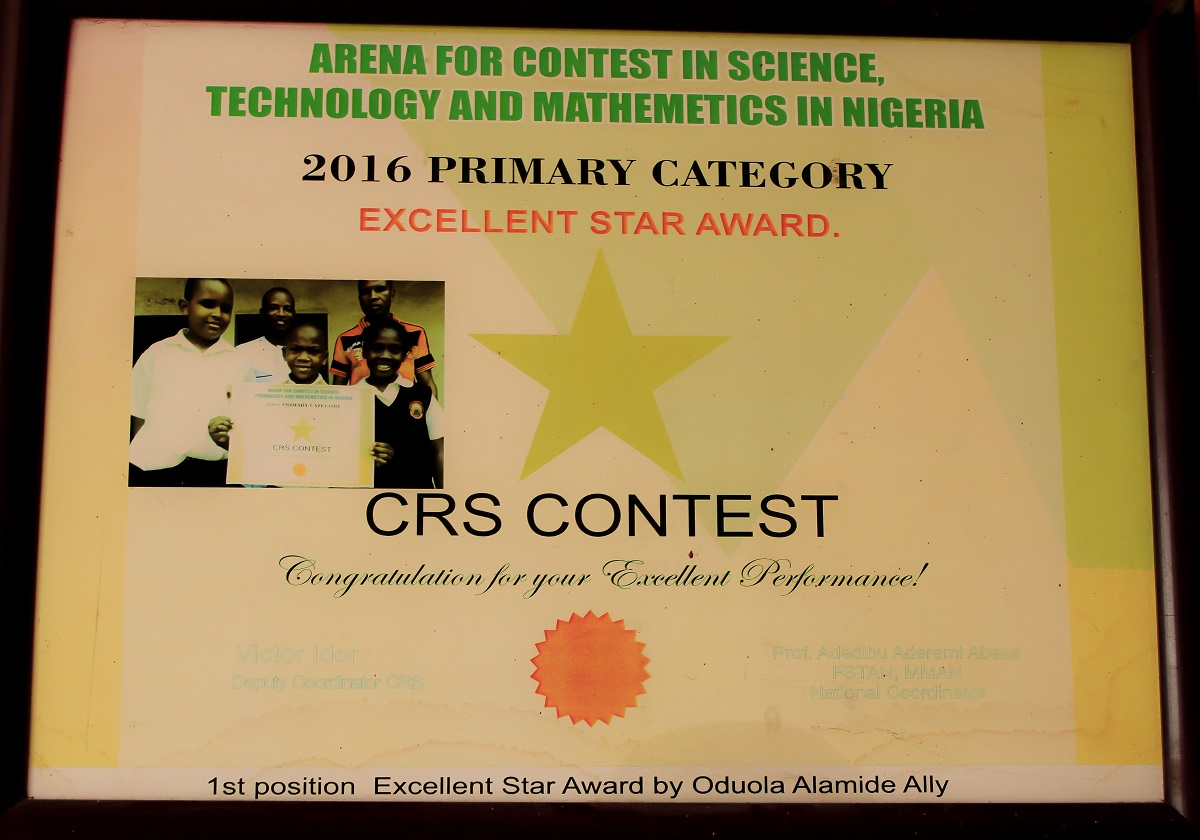 ARENA FOR CONTEST IN SCIENCE,
TECHNOLOGY AND MATHEMETICS IN NIGERIA
2016 PRIMARY CATEGORY
EXCELLENT STAR AWARD.
ARENA FOR CONTEST IN SCIENCE,
TECHNOLOGY AND MATHEMETICS IN NIGERIA
2016 PRIMARY CATEGORY
CRS CONTEST
CRS CONTEST
Congratulation for your Excellent Performance!
Victor Idor
Deputy Coordinator CRS
Prof. Adedibu Aderemi Abass
FSTAN, MMAN
National Coordinator
1st position Excellent Star Award by Oduola Alamide Ally